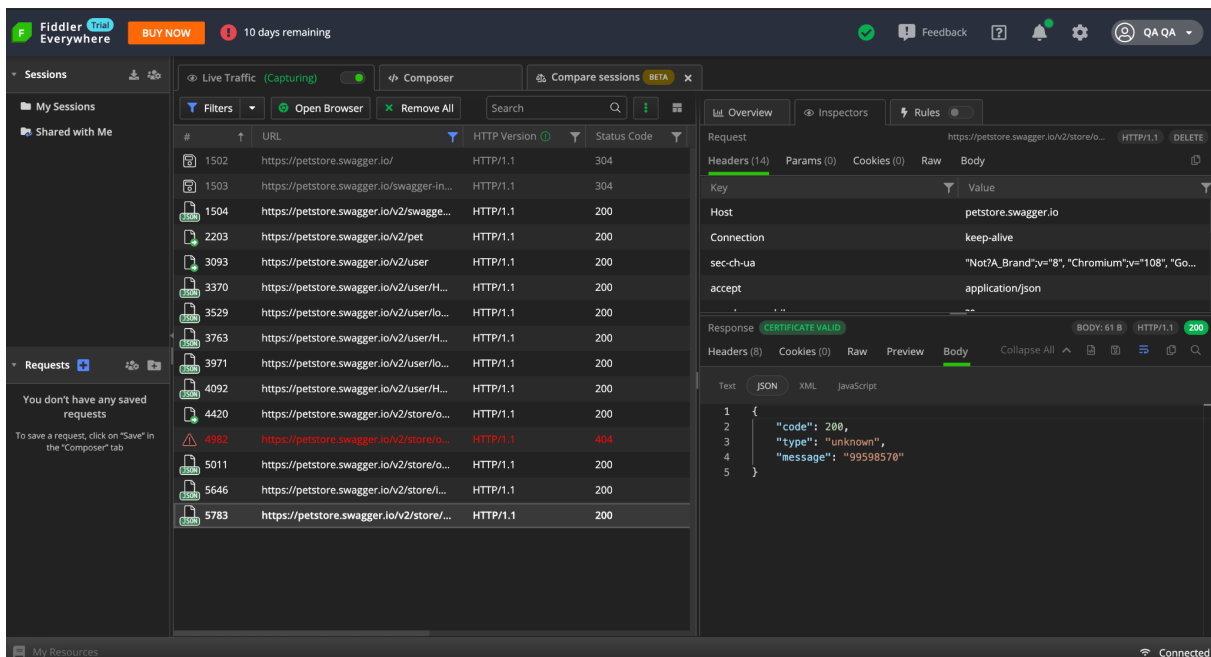 Fiddler Trial
Everywhere
BUY NOW
10 days remaining
Feedback
QA QA
Sessions
My Sessions
Shared with Me
Requests
You don't have any saved
requests
To save a request, click on "Save" in
the "Composer" tab
Live Traffic (Capturing)
Composer
Compare sessions BETA
Filters
Open Browser
Remove All
Search
# URL HTTP Version Status Code
1502 https://petstore.swagger.io/ HTTP/1.1 304
1503 https://petstore.swagger.io/swagger-in... HTTP/1.1 304
JSON 1504 https://petstore.swagger.io/v2/swagge... HTTP/1.1 200
2203 https://petstore.swagger.io/v2/pet HTTP/1.1 200
3093 https://petstore.swagger.io/v2/user HTTP/1.1 200
JSON 3370 https://petstore.swagger.io/v2/user/H... HTTP/1.1 200
JSON 3529 https://petstore.swagger.io/v2/user/lo... HTTP/1.1 200
JSON 3763 https://petstore.swagger.io/v2/user/H... HTTP/1.1 200
JSON 3971 https://petstore.swagger.io/v2/user/lo... HTTP/1.1 200
JSON 4092 https://petstore.swagger.io/v2/user/H... HTTP/1.1 200
4420 https://petstore.swagger.io/v2/store/o... HTTP/1.1 200
4982 https://petstore.swagger.io/v2/store/o... HTTP/1.1 404
JSON 5011 https://petstore.swagger.io/v2/store/o... HTTP/1.1 200
JSON 5646 https://petstore.swagger.io/v2/store/i... HTTP/1.1 200
JSON 5783 https://petstore.swagger.io/v2/store/... HTTP/1.1 200
Overview
Inspectors
Rules
Request https://petstore.swagger.io/v2/store/o... HTTP/1.1 DELETE
Headers (14) Params (0) Cookies (0) Raw Body
Key Value
Host petstore.swagger.io
Connection keep-alive
sec-ch-ua "Not?A_Brand";v="8", "Chromium";v="108", "Go...
accept application/json
Response CERTIFICATE VALID BODY: 61 B HTTP/1.1 200
Headers (8) Cookies (0) Raw Preview Body Collapse All
Text JSON XML JavaScript
1 {
2 "code": 200,
3 "type": "unknown",
4 "message": "99598570"
5 }
My Resources
Connected